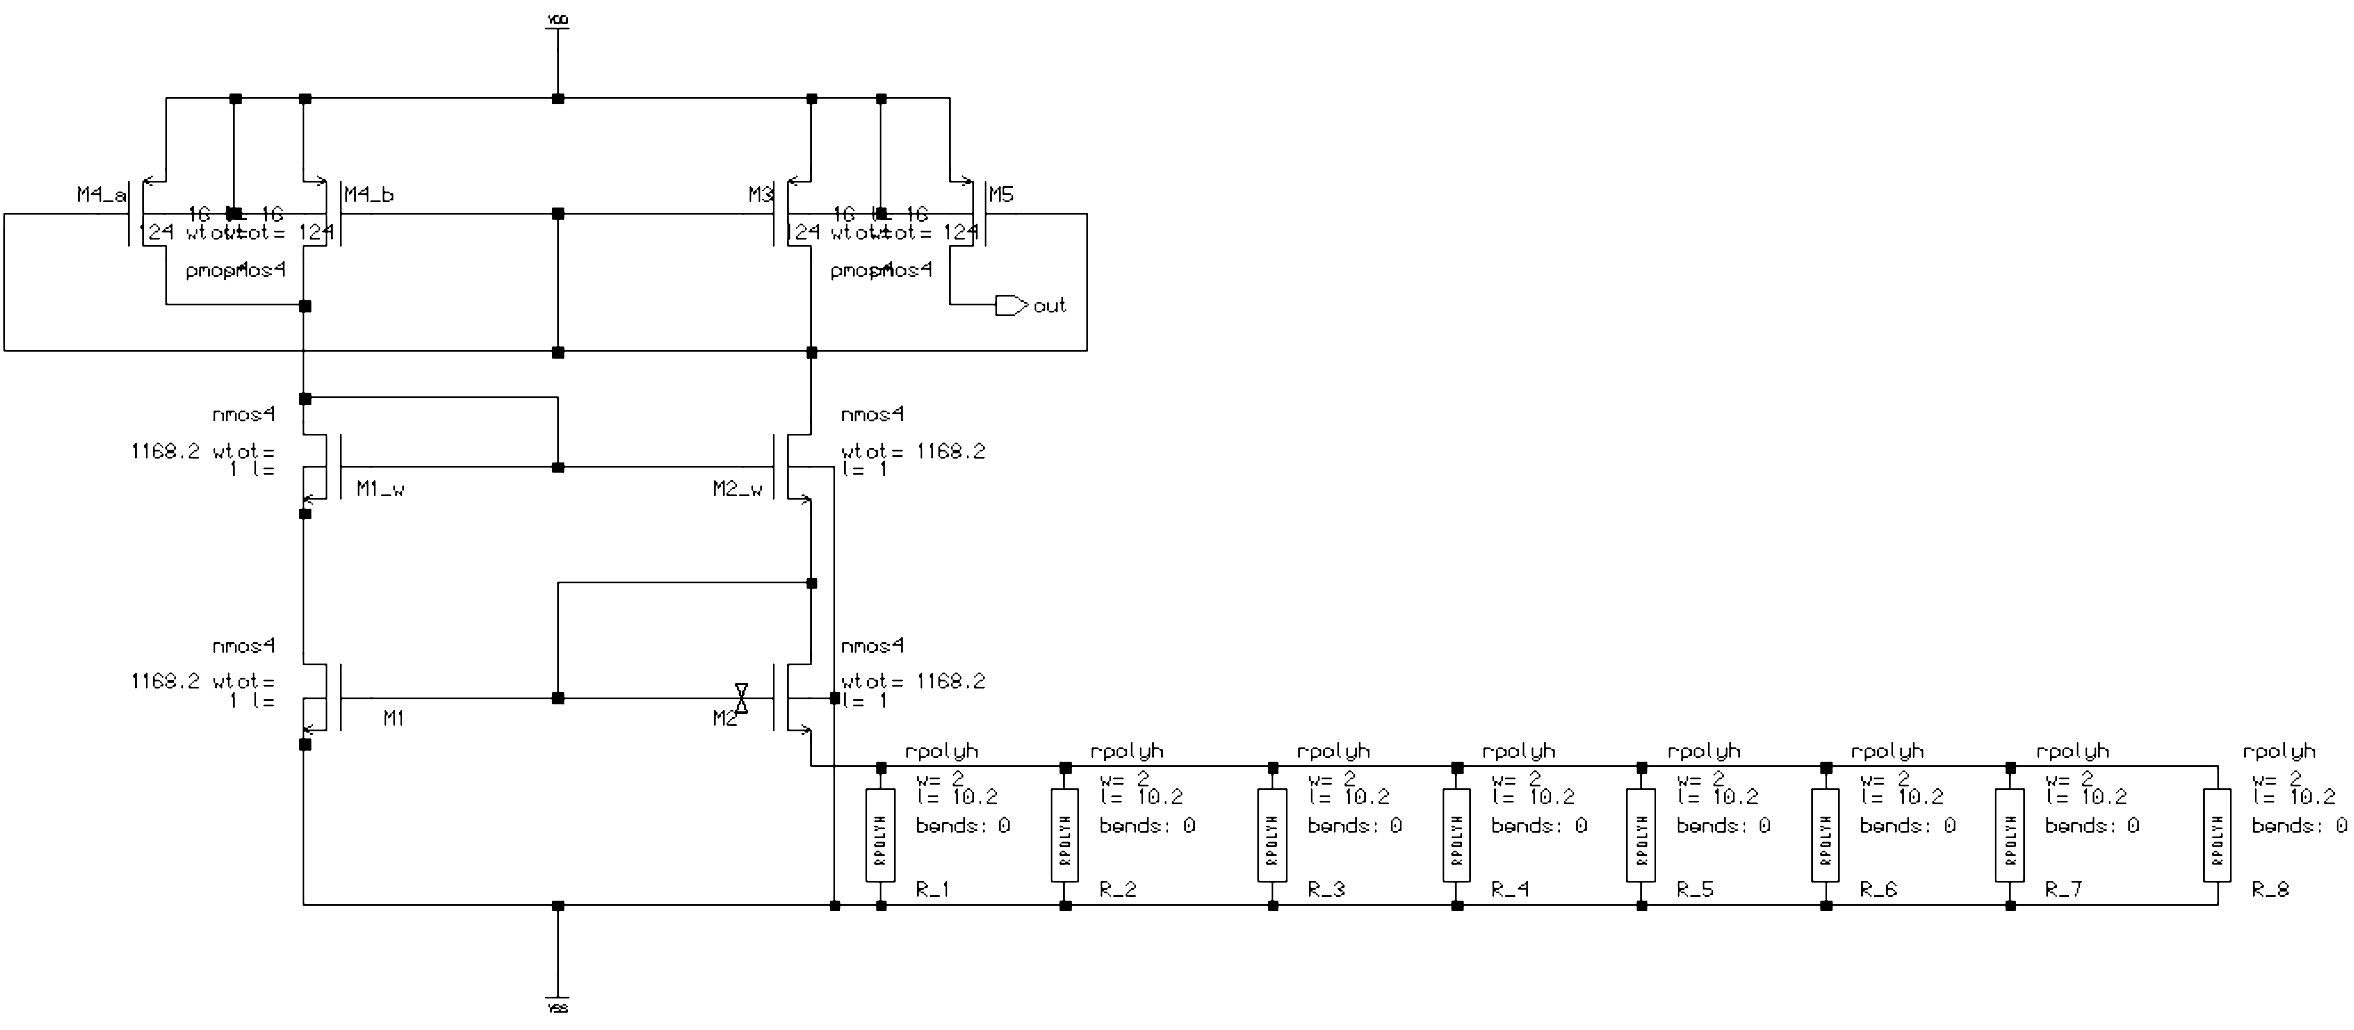 VDD
M4_a
M4_b
M3
M5
16 l= 16
16 l= 16
124 wtot= 124
124 wtot= 124
pmos4
pmos4
out
nmos4
nmos4
1168.2 wtot=
wtot= 1168.2
1 l=
l= 1
M1_w
M2_w
nmos4
nmos4
1168.2 wtot=
wtot= 1168.2
1 l=
l= 1
M1
M2
rpolyh
rpolyh
rpolyh
rpolyh
rpolyh
rpolyh
rpolyh
rpolyh
w= 2
w= 2
w= 2
w= 2
w= 2
w= 2
w= 2
w= 2
l= 10.2
l= 10.2
l= 10.2
l= 10.2
l= 10.2
l= 10.2
l= 10.2
l= 10.2
bends: 0
bends: 0
bends: 0
bends: 0
bends: 0
bends: 0
bends: 0
bends: 0
RPOLYH
RPOLYH
RPOLYH
RPOLYH
RPOLYH
RPOLYH
RPOLYH
RPOLYH
R_1
R_2
R_3
R_4
R_5
R_6
R_7
R_8
VSS